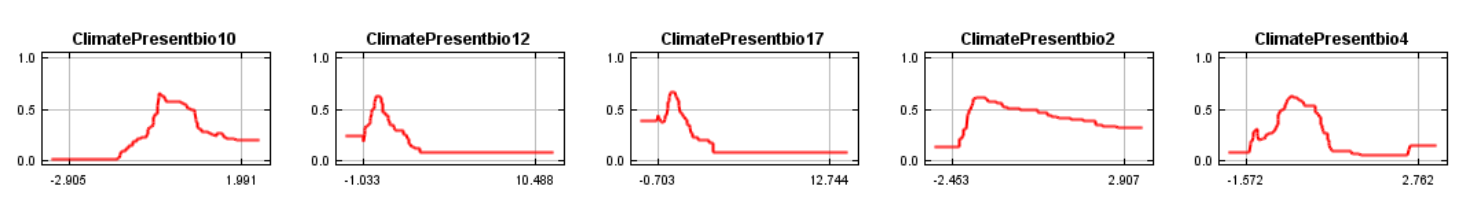 ClimatePresentbio10 ClimatePresentbio12 ClimatePresentbio17 ClimatePresentbio2 ClimatePresentbio4
1.0 1.0 1.0 1.0 1.0
0.5 0.5 0.5 0.5 0.5
0.0 0.0 0.0 0.0 0.0
-2.905 1.991 -1.033 10.488 -0.703 12.744 -2.453 2.907 -1.572 2.762